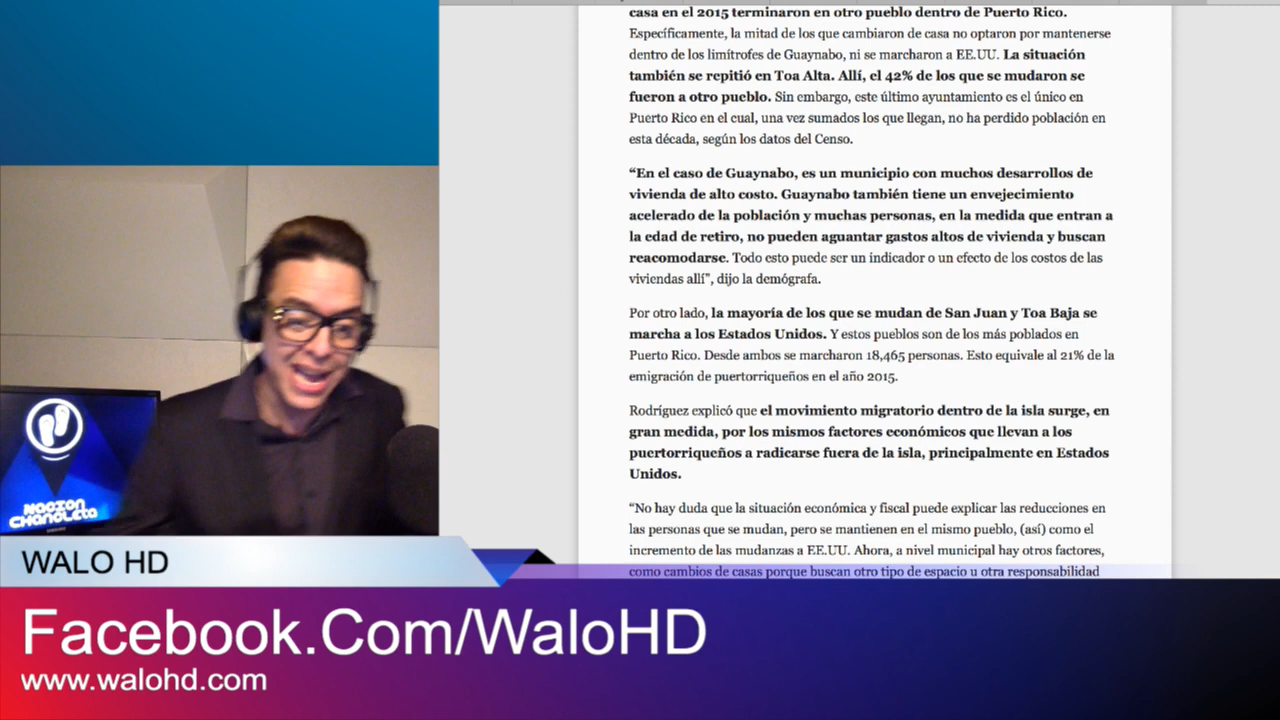 casa en el 2015 terminaron en otro pueblo dentro de Puerto Rico.
Específicamente, la mitad de los que cambiaron de casa no optaron por mantenerse
dentro de los limítrofes de Guaynabo, ni se marcharon a EE.UU. La situación
también se repitió en Toa Alta. Allí, el 42% de los que se mudaron se
fueron a otro pueblo. Sin embargo, este último ayuntamiento es el único en
Puerto Rico en el cual, una vez sumados los que llegan, no ha perdido población en
esta década, según los datos del Censo.
“En el caso de Guaynabo, es un municipio con muchos desarrollos de
vivienda de alto costo. Guaynabo también tiene un envejecimiento
acelerado de la población y muchas personas, en la medida que entran a
la edad de retiro, no pueden aguantar gastos altos de vivienda y buscan
reacomodarse. Todo esto puede ser un indicador o un efecto de los costos de las
viviendas allí”, dijo la demógrafa.
Por otro lado, la mayoría de los que se mudan de San Juan y Toa Baja se
marcha a los Estados Unidos. Y estos pueblos son de los más poblados en
Puerto Rico. Desde ambos se marcharon 18,465 personas. Esto equivale al 21% de la
emigración de puertorriqueños en el año 2015.
Rodríguez explicó que el movimiento migratorio dentro de la isla surge, en
gran medida, por los mismos factores económicos que llevan a los
puertorriqueños a radicarse fuera de la isla, principalmente en Estados
Unidos.
“No hay duda que la situación económica y fiscal puede explicar las reducciones en
las personas que se mudan, pero se mantienen en el mismo pueblo, (así) como el
incremento de las mudanzas a EE.UU. Ahora, a nivel municipal hay otros factores,
como cambios de casas porque buscan otro tipo de espacio u otra responsabilidad
NACION
CHANCLETA
SAMSUNG
WALO HD
Facebook.Com/WaloHD
www.walohd.com